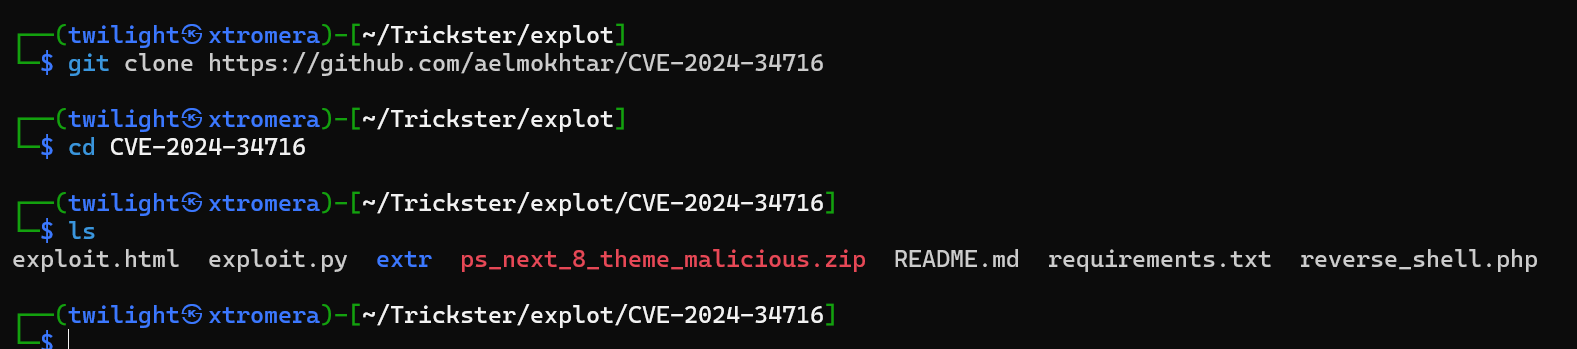 ┌──(twilight㉿xtromera)-[~/Trickster/explot]
└─$ git clone https://github.com/aelmokhtar/CVE-2024-34716
┌──(twilight㉿xtromera)-[~/Trickster/explot]
└─$ cd CVE-2024-34716
┌──(twilight㉿xtromera)-[~/Trickster/explot/CVE-2024-34716]
└─$ ls
exploit.html  exploit.py  extr  ps_next_8_theme_malicious.zip  README.md  requirements.txt  reverse_shell.php
┌──(twilight㉿xtromera)-[~/Trickster/explot/CVE-2024-34716]
└─$